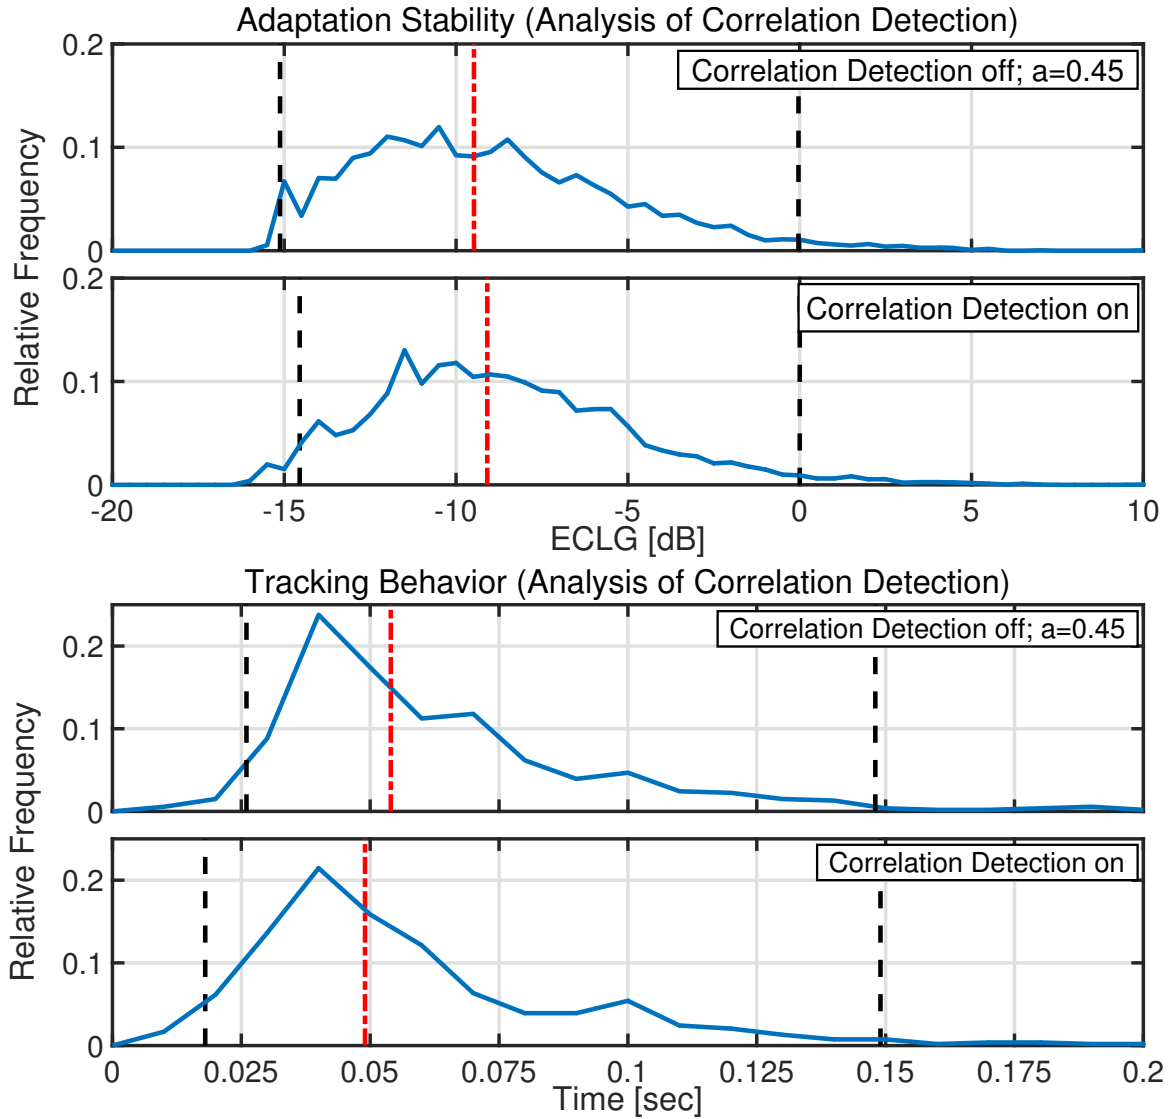 Adaptation Stability (Analysis of Correlation Detection)
0.2
Correlation Detection off; a=0.45
0.1
0
Relative Frequency
0.2
Correlation Detection on
0.1
0
-20 -15 -10 -5 0 5 10
ECLG [dB]
Tracking Behavior (Analysis of Correlation Detection)
Correlation Detection off; a=0.45
0.2
0.1
0
Relative Frequency
Correlation Detection on
0.2
0.1
0
0 0.025 0.05 0.075 0.1 0.125 0.15 0.175 0.2
Time [sec]